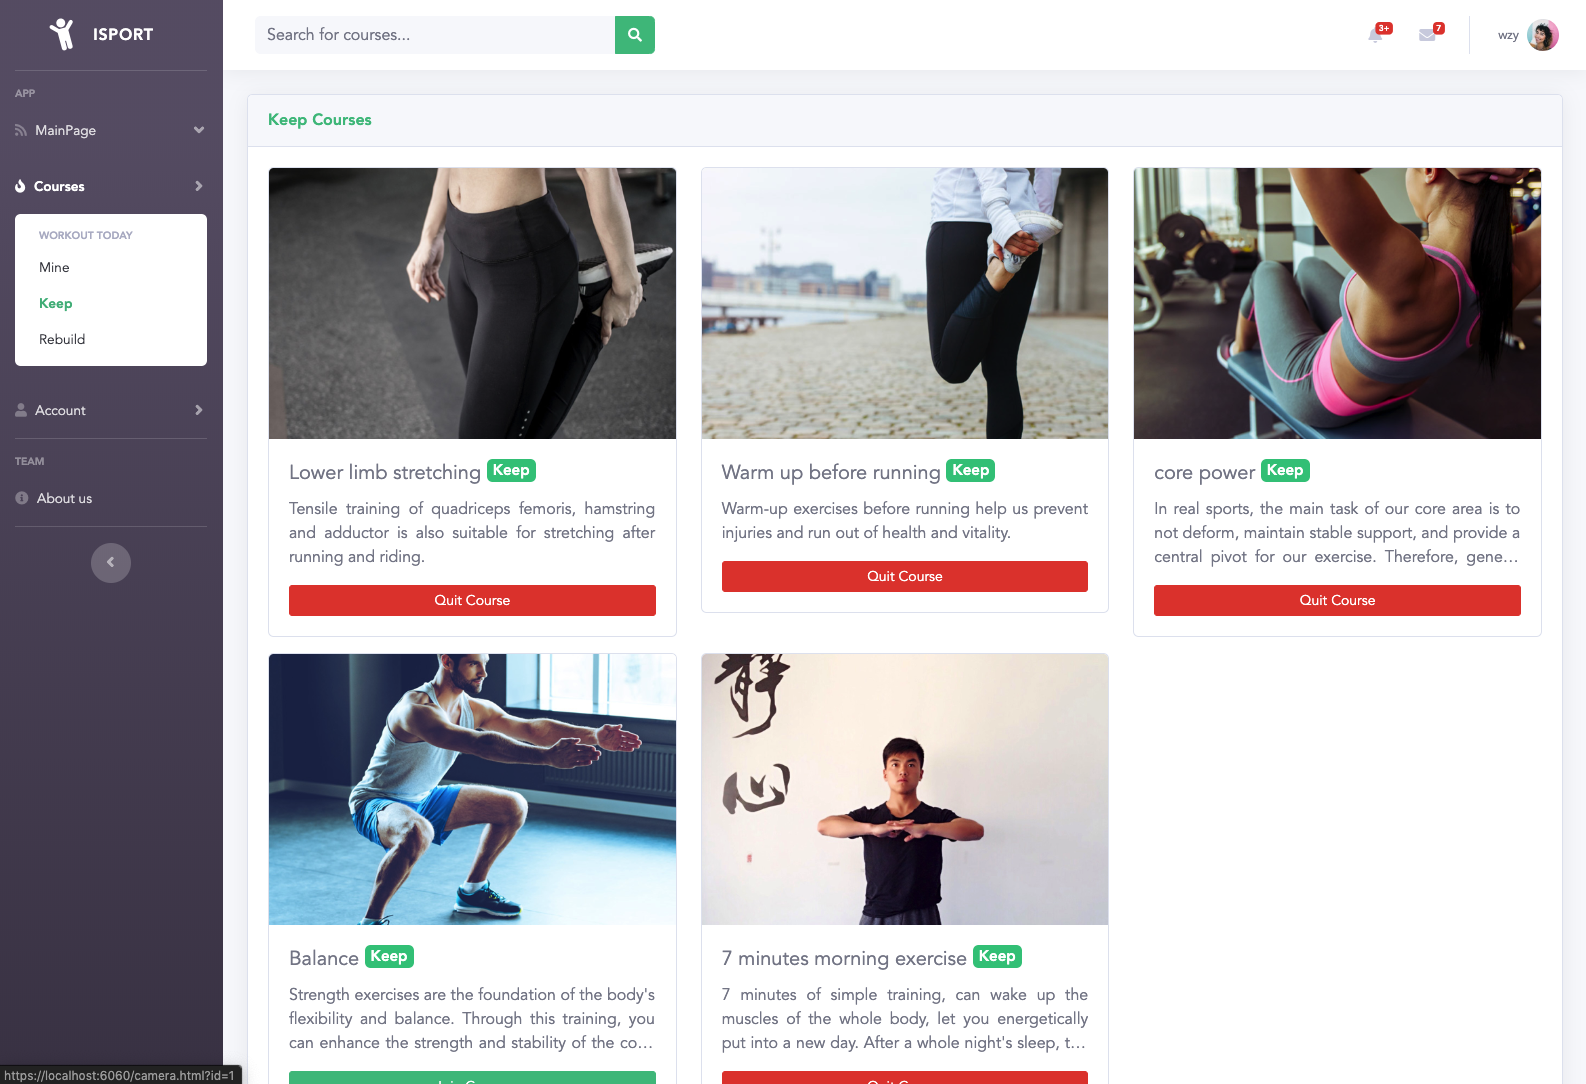 ISPORT
Search for courses...
3+
7
wzy
APP
MainPage
Courses
WORKOUT TODAY
Mine
Keep
Rebuild
Account
TEAM
About us
Keep Courses
Lower limb stretching Keep
Tensile training of quadriceps femoris, hamstring
and adductor is also suitable for stretching after
running and riding.
Quit Course
Warm up before running Keep
Warm-up exercises before running help us prevent
injuries and run out of health and vitality.
Quit Course
core power Keep
In real sports, the main task of our core area is to
not deform, maintain stable support, and provide a
central pivot for our exercise. Therefore, gene...
Quit Course
Balance Keep
Strength exercises are the foundation of the body's
flexibility and balance. Through this training, you
can enhance the strength and stability of the co...
静
心
7 minutes morning exercise Keep
7 minutes of simple training, can wake up the
muscles of the whole body, let you energetically
put into a new day. After a whole night's sleep, t...
https://localhost:6060/camera.html?id=1